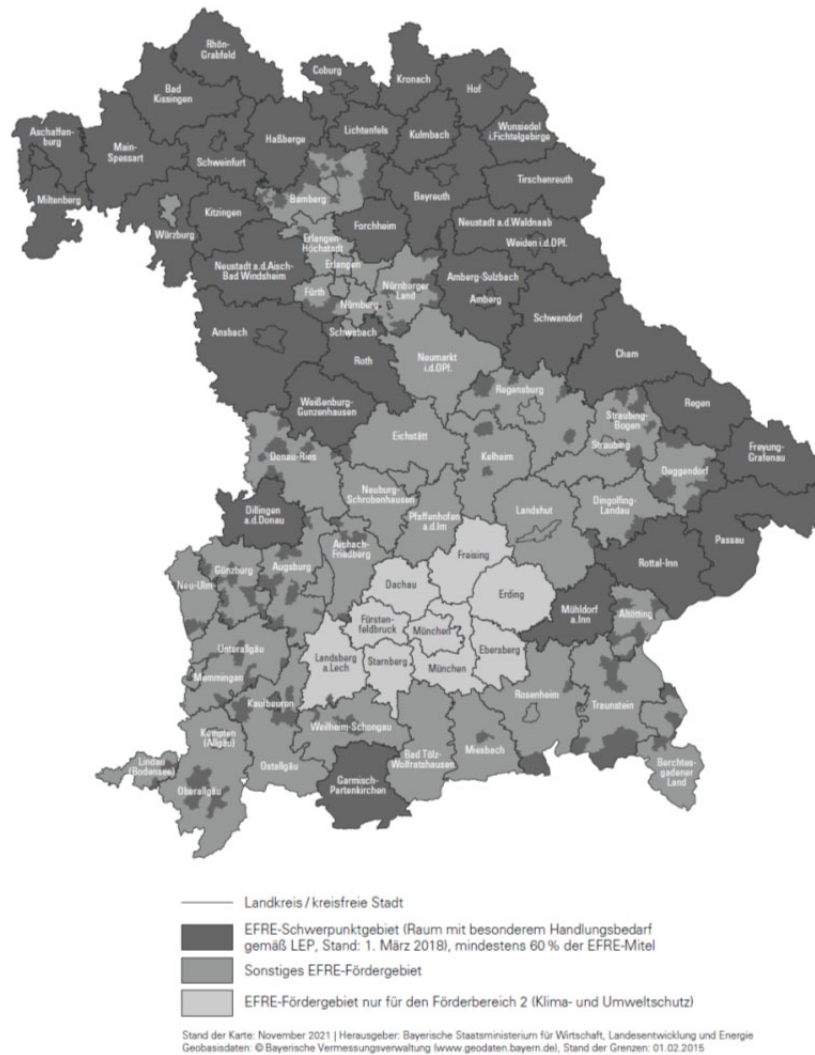 Rhön-
Grabfeld
Coburg
Kronach
Hof
Bad
Kissingen
Aschaffen-
burg
Main-
Spessart
Haßberge
Lichtenfels
Kulmbach
Wunsiedel
i.Fichtelgebirge
Schweinfurt
Tirschenreuth
Miltenberg
Kitzingen
Bamberg
Bayreuth
Würzburg
Forchheim
Neustadt a.d.Waldnaab
Weiden i.d.OPf.
Erlangen-
Höchstadt
Neustadt a.d.Aisch-
Bad Windsheim
Erlangen
Fürth
Nürnberger
Land
Amberg-Sulzbach
Amberg
Nürnburg
Schwandorf
Ansbach
Schwabach
Roth
Neumarkt
i.d.OPf.
Cham
Weißenburg-
Gunzenhausen
Regensburg
Regen
Straubing-
Bogen
Straubing
Eichstätt
Donau-Ries
Kelheim
Freyung-
Grafenau
Deggendorf
Neuburg-
Schrobenhausen
Dingolfing-
Landau
Landshut
Dillingen
a.d.Donau
Pfaffenhofen
a.d.Im
Passau
Aichach-
Friedberg
Freising
Rottal-Inn
Günzburg
Augsburg
Neu-Ulm
Dachau
Erding
Mühldorf
a.Inn
Altötting
Fürsten-
feldbruck
München
Ebersberg
Unterallgäu
Landsberg
a.Lech
Starnberg
München
Memmingen
Rosenheim
Traunstein
Kaufbeuren
Weilheim-Schongau
Kempten
(Allgäu)
Bad Tölz-
Wolfratshausen
Miesbach
Lindau
(Bodensee)
Ostallgäu
Berchtes-
gadener
Land
Oberallgäu
Garmisch-
Partenkirchen
Landkreis / kreisfreie Stadt
EFRE-Schwerpunktgebiet (Raum mit besonderem Handlungsbedarf
gemäß LEP, Stand: 1. März 2018), mindestens 60 % der EFRE-Mitel
Sonstiges EFRE-Fördergebiet
EFRE-Fördergebiet nur für den Förderbereich 2 (Klima- und Umweltschutz)
Stand der Karte: November 2021 | Herausgeber: Bayerische Staatsministerium für Wirtschaft, Landesentwicklung und Energie
Geobasisdaten: © Bayerische Vermessungsverwaltung (www.geodaten.bayern.de), Stand der Grenzen: 01.02.2015